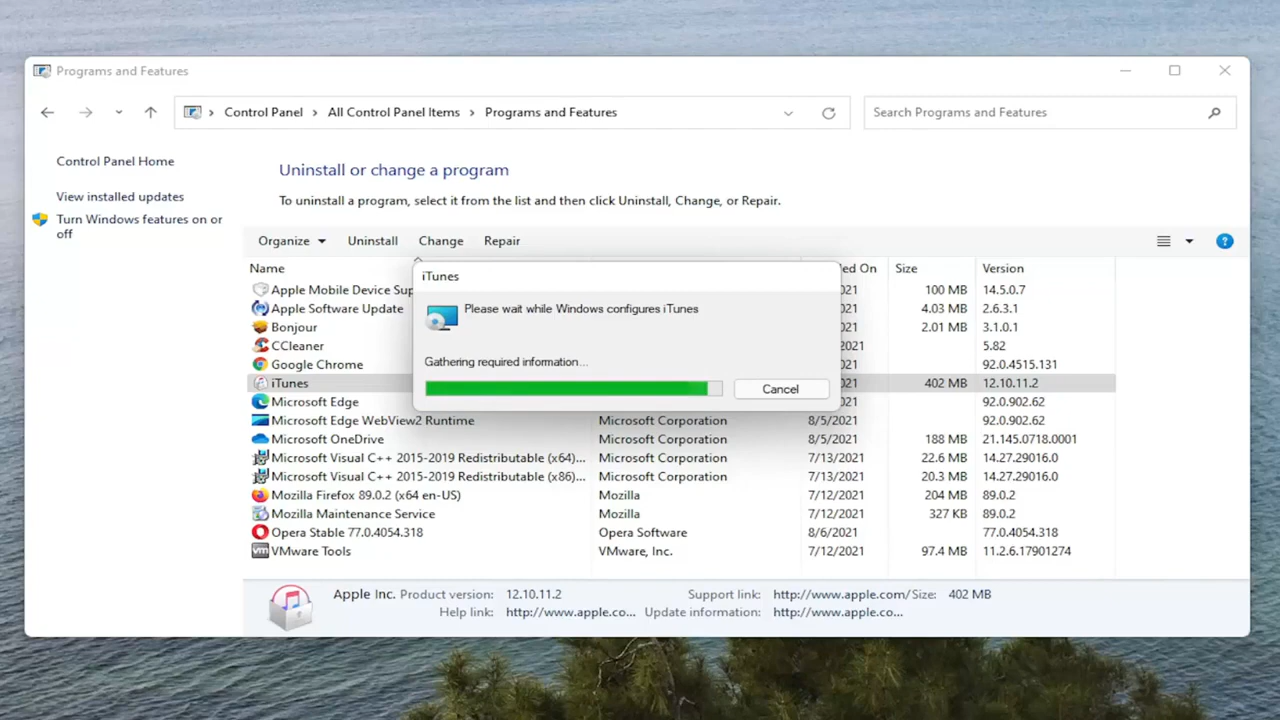 Programs and Features
Control Panel > All Control Panel Items > Programs and Features
Search Programs and Features
Control Panel Home
View installed updates
Turn Windows features on or
off
Uninstall or change a program
To uninstall a program, select it from the list and then click Uninstall, Change, or Repair.
Organize Uninstall Change Repair
Name ed On Size Version
Apple Mobile Device Sup 021 100 MB 14.5.0.7
Apple Software Update 021 4.03 MB 2.6.3.1
Bonjour 021 2.01 MB 3.1.0.1
CCleaner 2021 5.82
Google Chrome 021 92.0.4515.131
iTunes 021 402 MB 12.10.11.2
Microsoft Edge 021 92.0.902.62
Microsoft Edge WebView2 Runtime Microsoft Corporation 8/5/2021 92.0.902.62
Microsoft OneDrive Microsoft Corporation 8/5/2021 188 MB 21.145.0718.0001
Microsoft Visual C++ 2015-2019 Redistributable (x64)... Microsoft Corporation 7/13/2021 22.6 MB 14.27.29016.0
Microsoft Visual C++ 2015-2019 Redistributable (x86)... Microsoft Corporation 7/13/2021 20.3 MB 14.27.29016.0
Mozilla Firefox 89.0.2 (x64 en-US) Mozilla 7/12/2021 204 MB 89.0.2
Mozilla Maintenance Service Mozilla 7/12/2021 327 KB 89.0.2
Opera Stable 77.0.4054.318 Opera Software 8/6/2021 77.0.4054.318
VMware Tools VMware, Inc. 7/12/2021 97.4 MB 11.2.6.17901274
iTunes
Please wait while Windows configures iTunes
Gathering required information...
Cancel
Apple Inc. Product version: 12.10.11.2 Support link: http://www.apple.com/ Size: 402 MB
Help link: http://www.apple.co... Update information: http://www.apple.co...